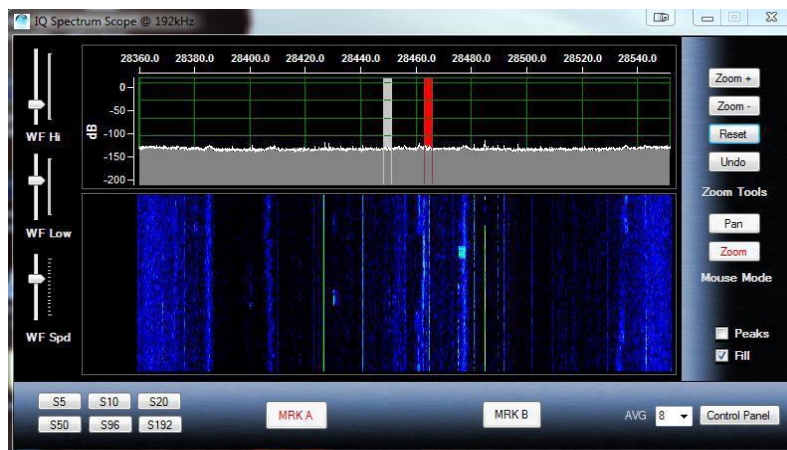 IQ Spectrum Scope @ 192kHz
28360.0 28380.0 28400.0 28420.0 28440.0 28460.0 28480.0 28500.0 28520.0 28540.0
0
-50
-100
-150
-200
dB
WF Hi
WF Low
WF Spd
Zoom +
Zoom -
Reset
Undo
Zoom Tools
Pan
Zoom
Mouse Mode
Peaks
Fill
S5 S10 S20
S50 S96 S192
MRK A
MRK B
AVG 8
Control Panel